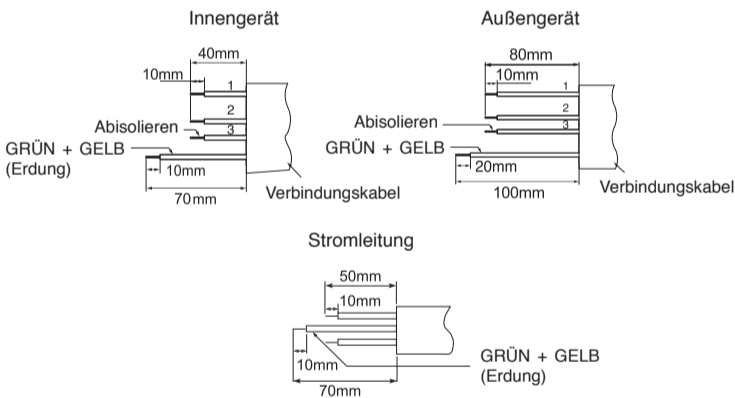 Innengerät
40mm
10mm
1
2
3
Abisolieren
GRÜN + GELB
(Erdung)
10mm
70mm
Verbindungskabel
Außengerät
80mm
10mm
1
2
3
Abisolieren
GRÜN + GELB
20mm
100mm
Verbindungskabel
Stromleitung
50mm
10mm
10mm
70mm
GRÜN + GELB
(Erdung)